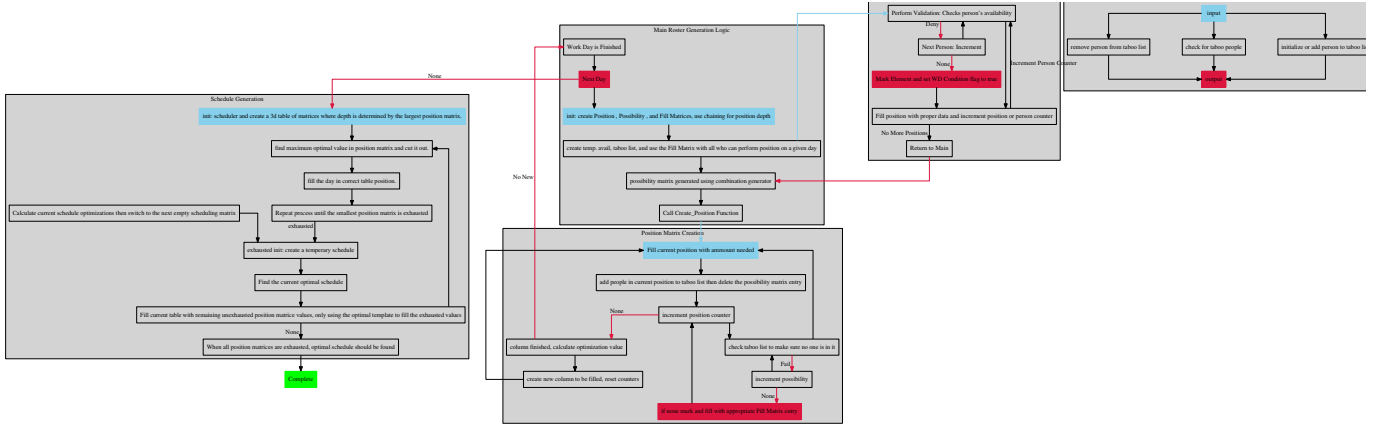 Schedule Generation
init: scheduler and create a 3d table of matrices where depth is determined by the largest position matrix.
find maximum optimal value in position matrix and cut it out.
fill the day in correct table position.
Calculate current schedule optimizations then switch to the next empty scheduling matrix
Repeat process until the smallest position matrix is exhausted
exhausted
exhausted init: create a temperary schedule
Find the current optimal schedule
Fill current table with remaining unexhausted position matrice values, only using the optimal template to fill the exhausted values
None
When all position matrices are exhausted, optimal schedule should be found
Complete
None
Main Roster Generation Logic
Work Day is Finished
Next Day
init: create Position , Possibility , and Fill Matrices, use chaining for position depth
create temp. avail, taboo list, and use the Fill Matrix with all who can perform position on a given day
possibility matrix generated using combination generator
Call Create_Position Function
No New
Position Matrix Creation
Fill current position with ammount needed
add people in current position to taboo list then delete the possibility matrix entry
increment position counter
None
column finished, calculate optimization value
check taboo list to make sure no one is in it
Fail
create new column to be filled, reset counters
increment possibility
None
if none mark and fill with appropriate Fill Matrix entry
Perform Validation: Checks person's availability
Deny
Next Person: Increment
None
Increment Person Counter
Mark Element and set WD Condition flag to true
Fill position with proper data and increment position or person counter
No More Positions
Return to Main
input
remove person from taboo list
check for taboo people
initialize or add person to taboo
output